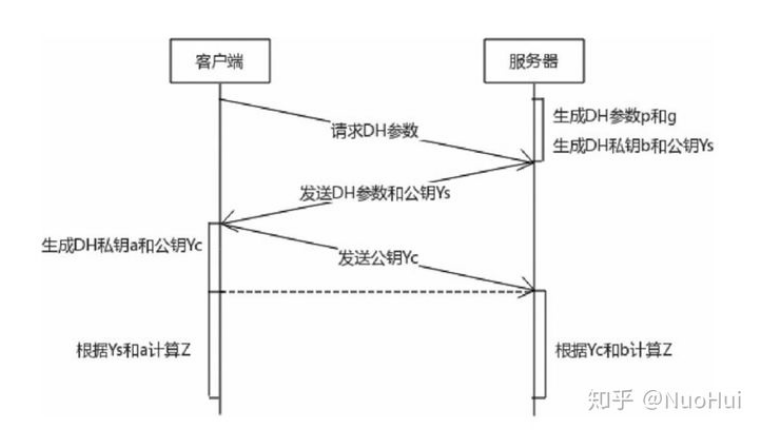 客户端
服务器
生成DH参数p和g
请求DH参数
生成DH私钥b和公钥Ys
发送DH参数和公钥Ys
生成DH私钥a和公钥Yc
发送公钥Yc
根据Ys和a计算Z
根据Yc和b计算Z
知乎 @NuoHui